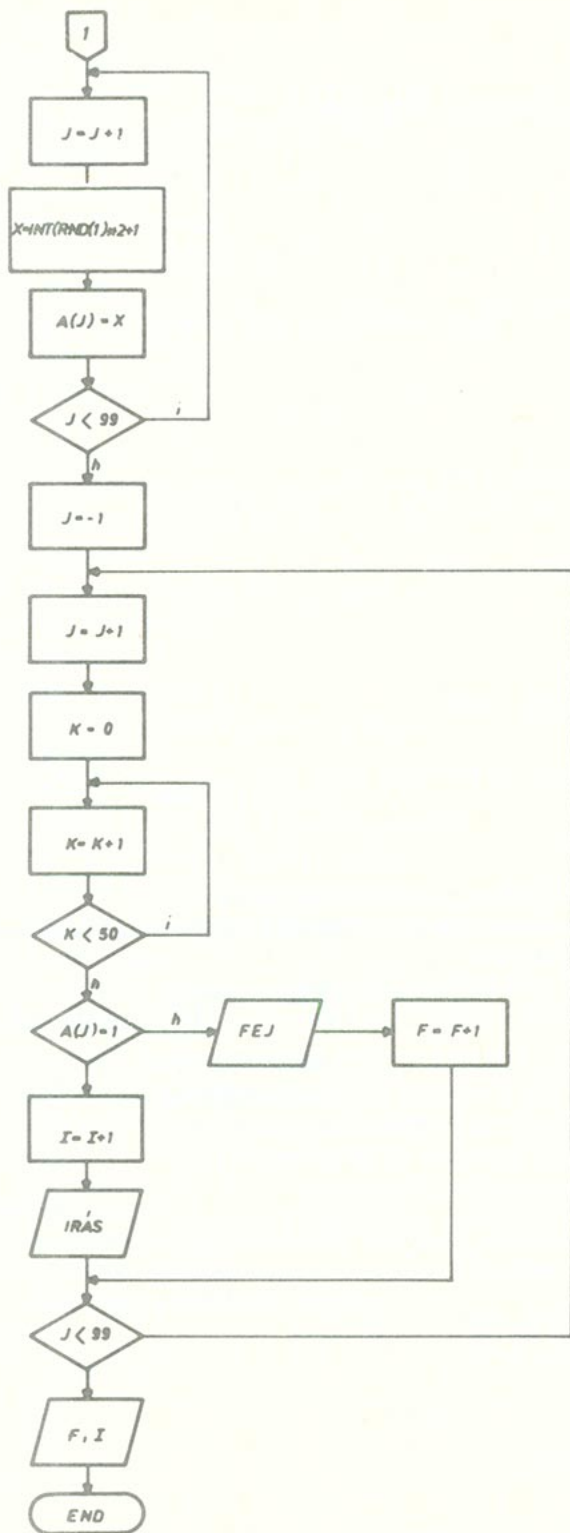 1
J = J + 1
X=INT(RND(1)*2+1
A(J) = X
J < 99
i
h
J = - 1
J = J+1
K = 0
K= K+1
K < 50
i
h
A(J)=1
h
FEJ
F = F+1
I= I+1
IRÁS
J < 99
F, I
END